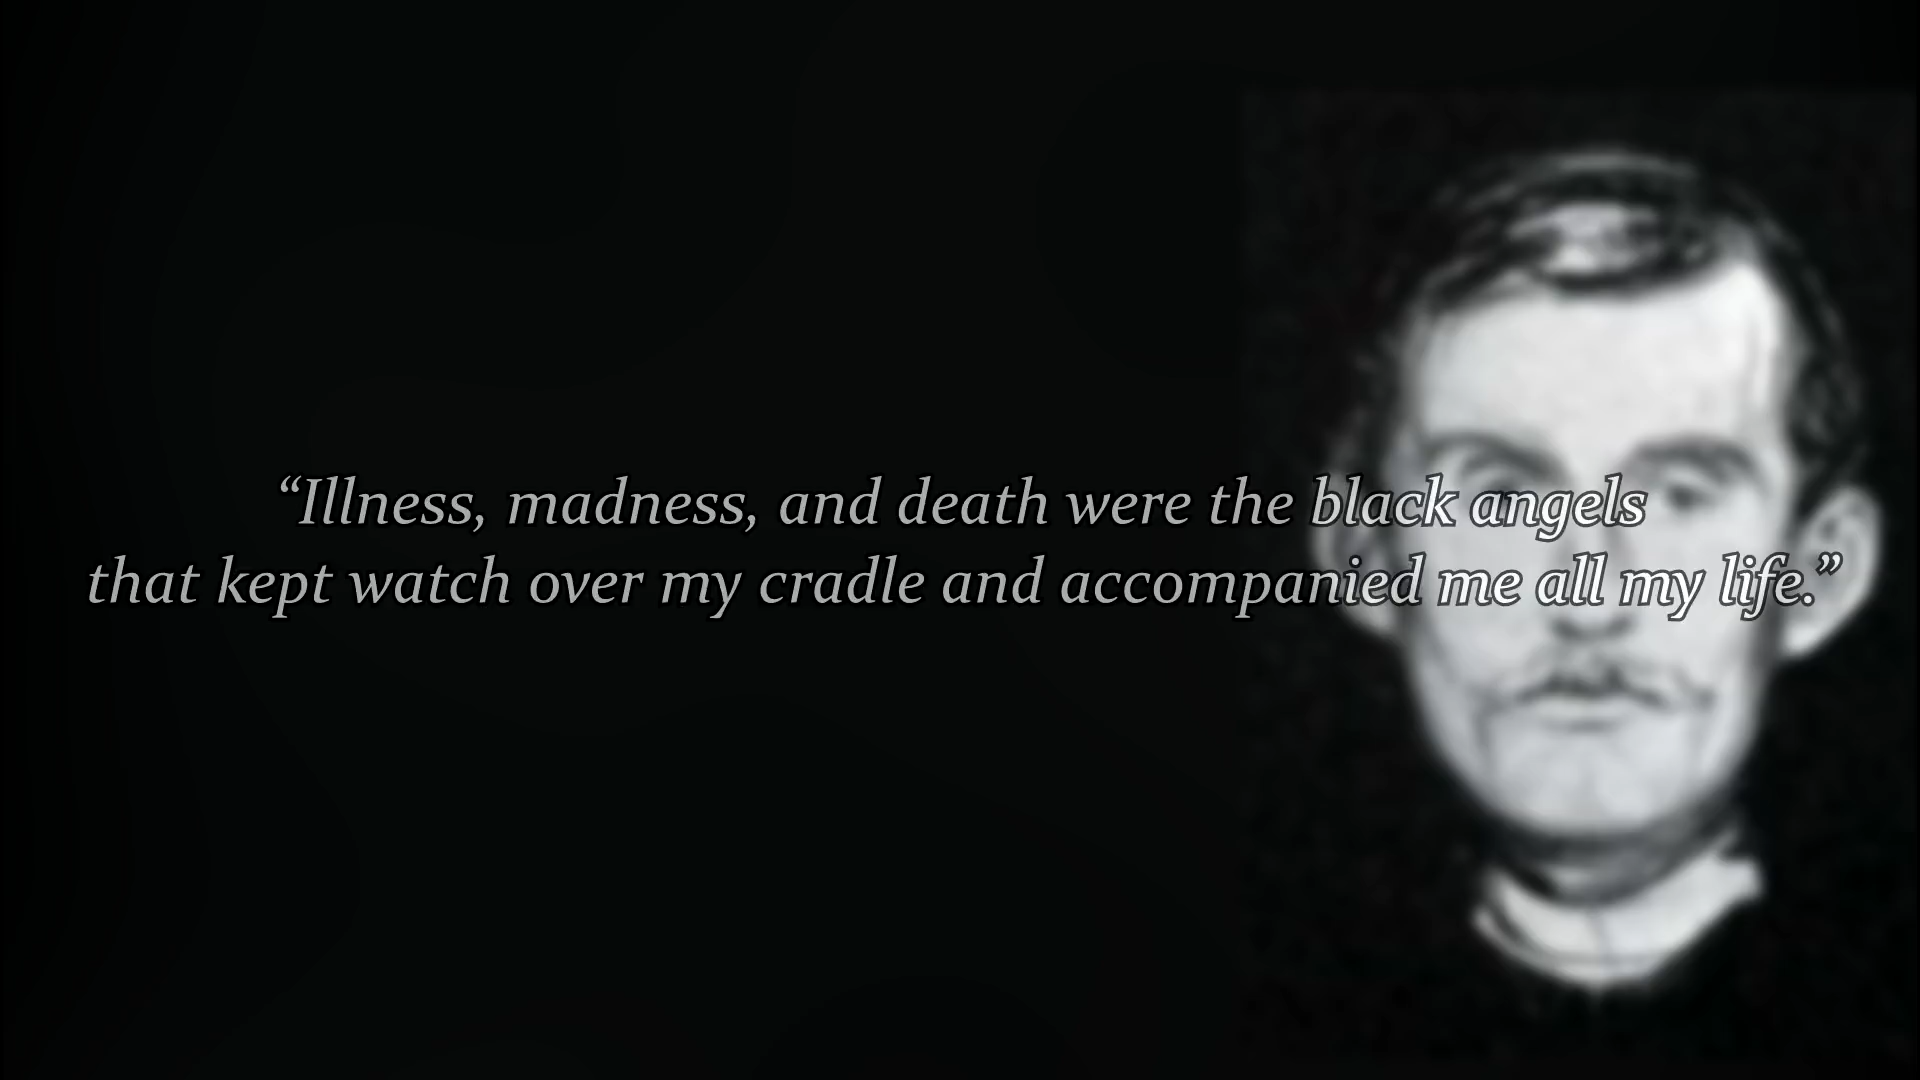 “Illness, madness, and death were the black angels
that kept watch over my cradle and accompanied me all my life.”